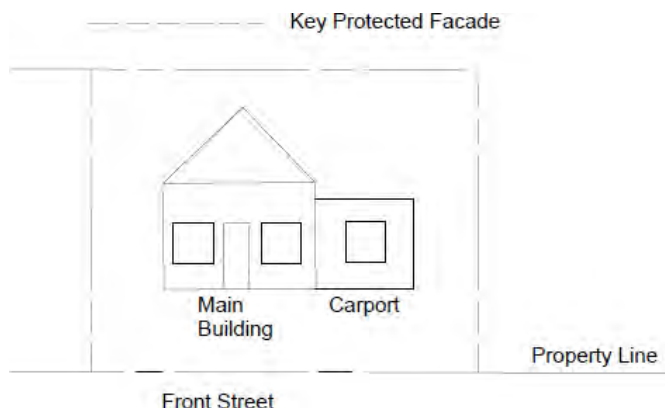 Key Protected Facade
Main
Building
Carport
Property Line
Front Street